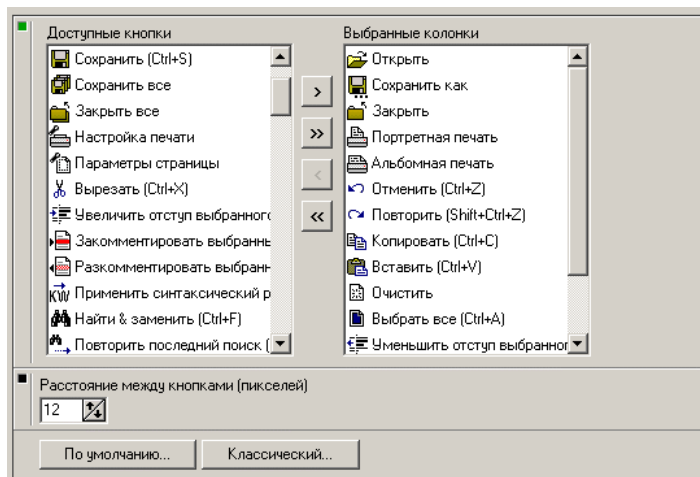 Доступные кнопки
Сохранить (Ctrl+S)
Сохранить все
Закрыть все
Настройка печати
Параметры страницы
Вырезать (Ctrl+X)
Увеличить отступ выбранного
Закомментировать выбраннь
Разкомментировать выбранн
KW Применить синтаксический р
Найти & заменить (Ctrl+F)
Повторить последний поиск (
>
>>
<
<<
Выбранные колонки
Открыть
Сохранить как
Закрыть
Портретная печать
Альбомная печать
Отменить (Ctrl+Z)
Повторить (Shift+Ctrl+Z)
Копировать (Ctrl+C)
Вставить (Ctrl+V)
Очистить
Выбрать все (Ctrl+A)
Уменьшить отступ выбранног
Расстояние между кнопками (пикселей)
12
По умолчанию...
Классический...